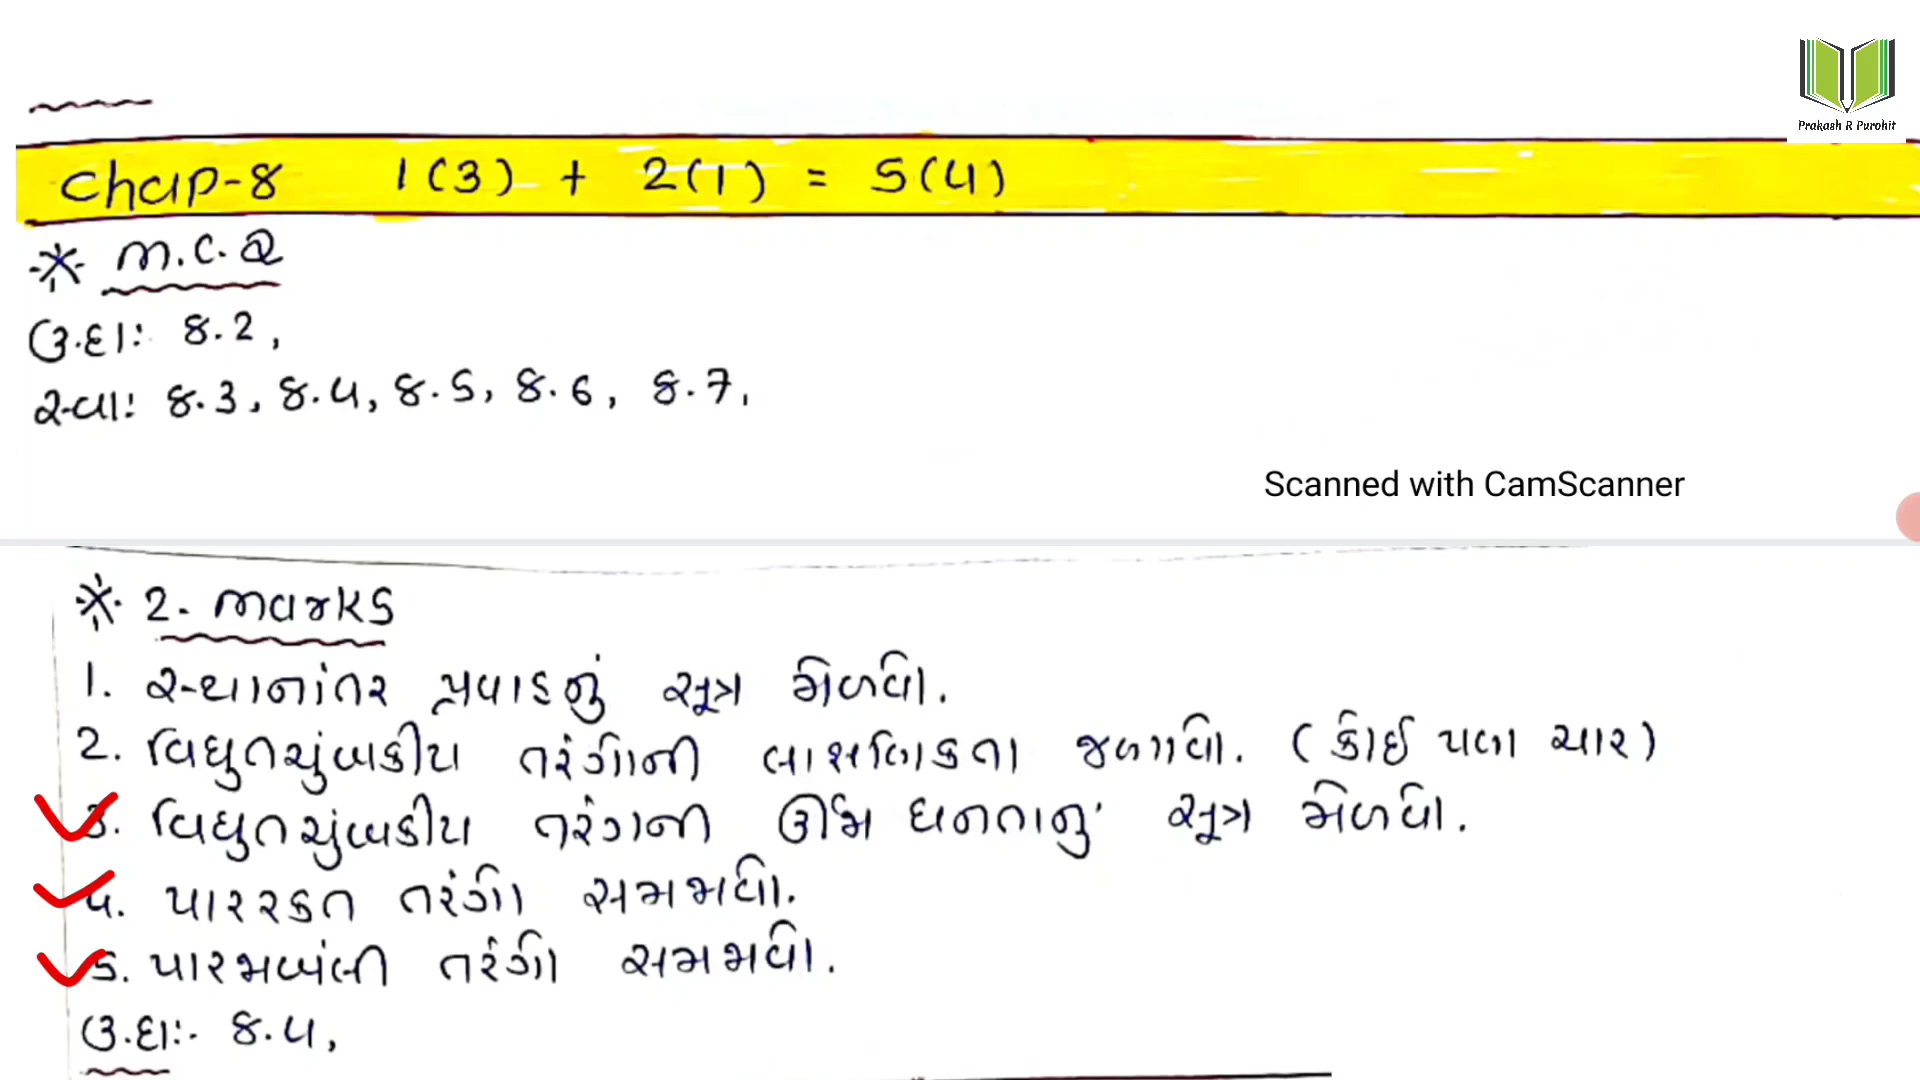 Prakash R Purohit
Chap-8 1(3) + 2(1) = 5(4)
* M.C.Q
ઉ.દા: 8.2,
સ્વા: 8.3, 8.4, 8.5, 8.6, 8.7,
Scanned with CamScanner
* 2. Marks
1. સ્થાનાંતર પ્રવાહનું સૂત્ર મેળવો.
2. વિદ્યુતચુંબકીય તરંગોની લાક્ષણિકતા જણાવો. (કોઈ પણ ચાર)
3. વિદ્યુતચુંબકીય તરંગની ઊર્જા ઘનતાનું સૂત્ર મેળવો.
4. પારરક્ત તરંગો સમજાવો.
5. પારજાંબલી તરંગો સમજાવો.
ઉ.દા:- 8.4,